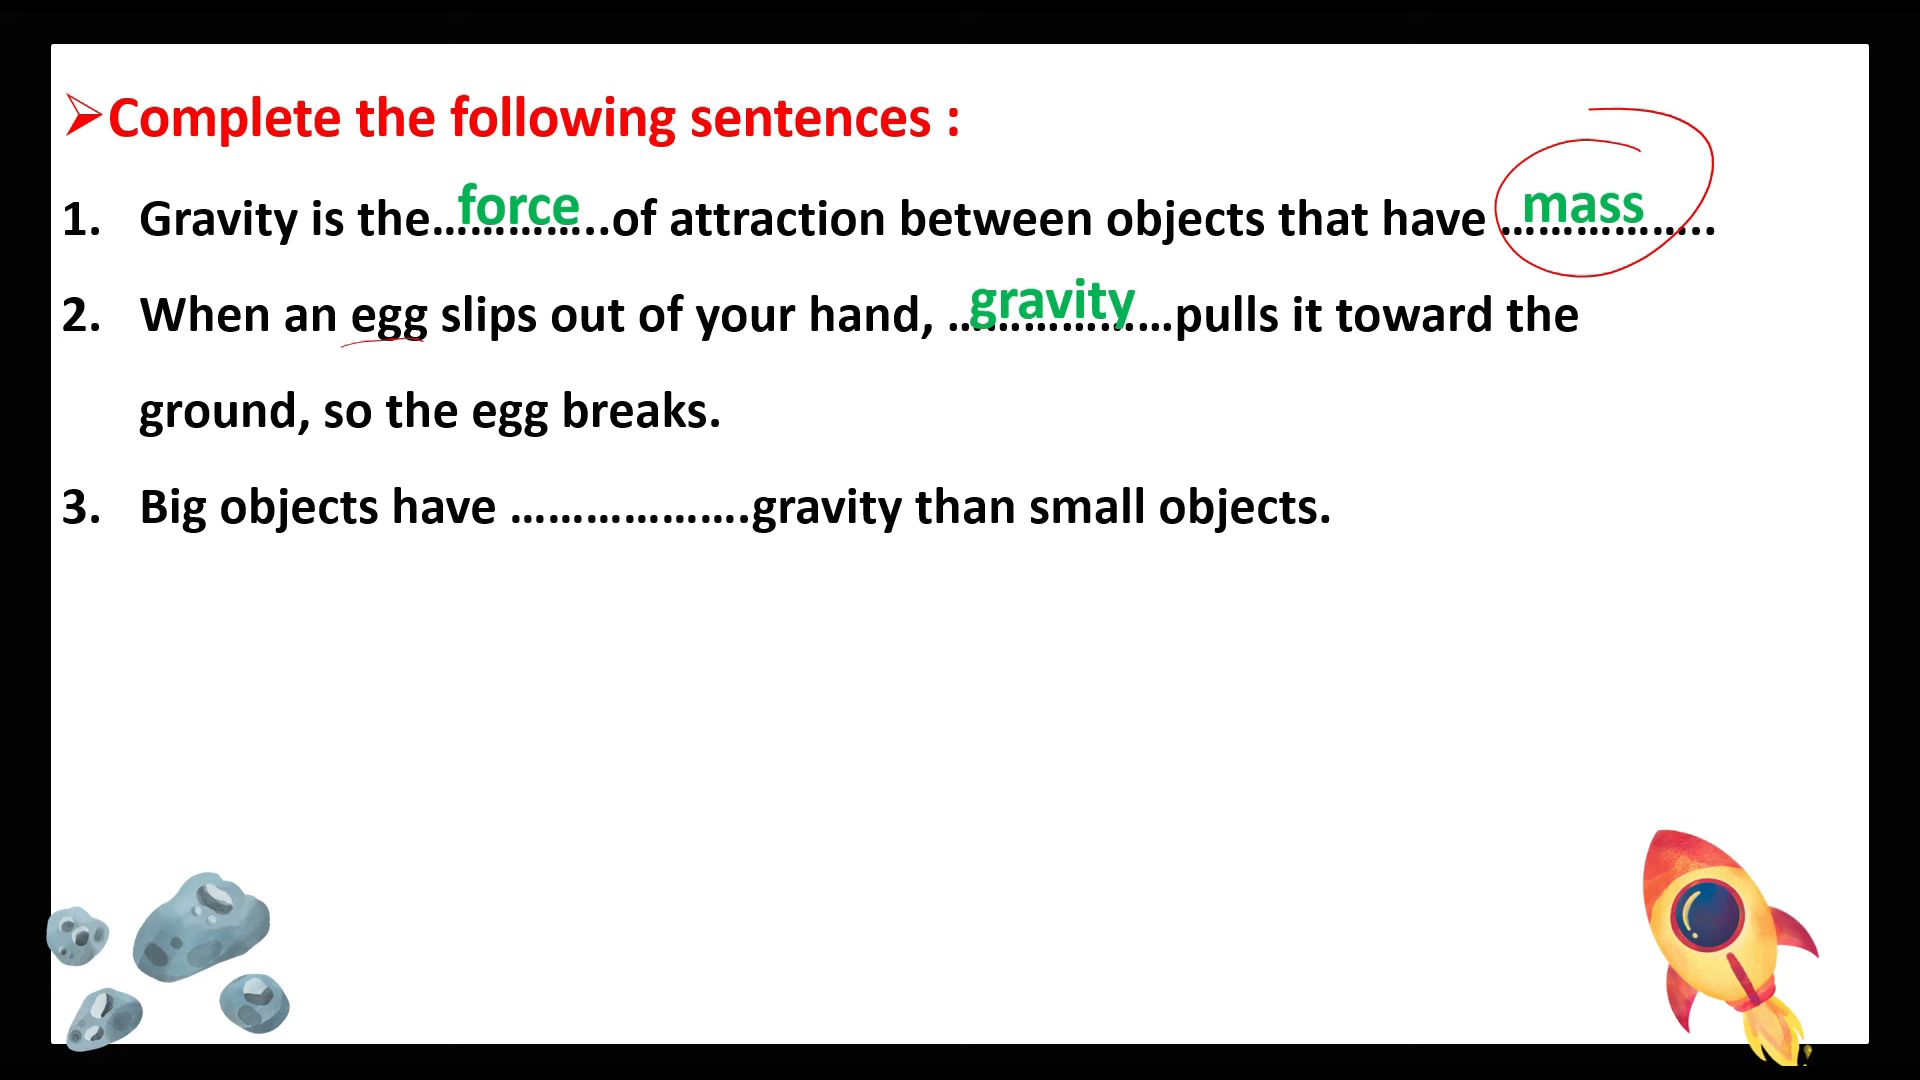 Complete the following sentences :
1. Gravity is the…force………..of attraction between objects that have mass……………..
2. When an egg slips out of your hand, gravity………………pulls it toward the
ground, so the egg breaks.
3. Big objects have ……………….gravity than small objects.